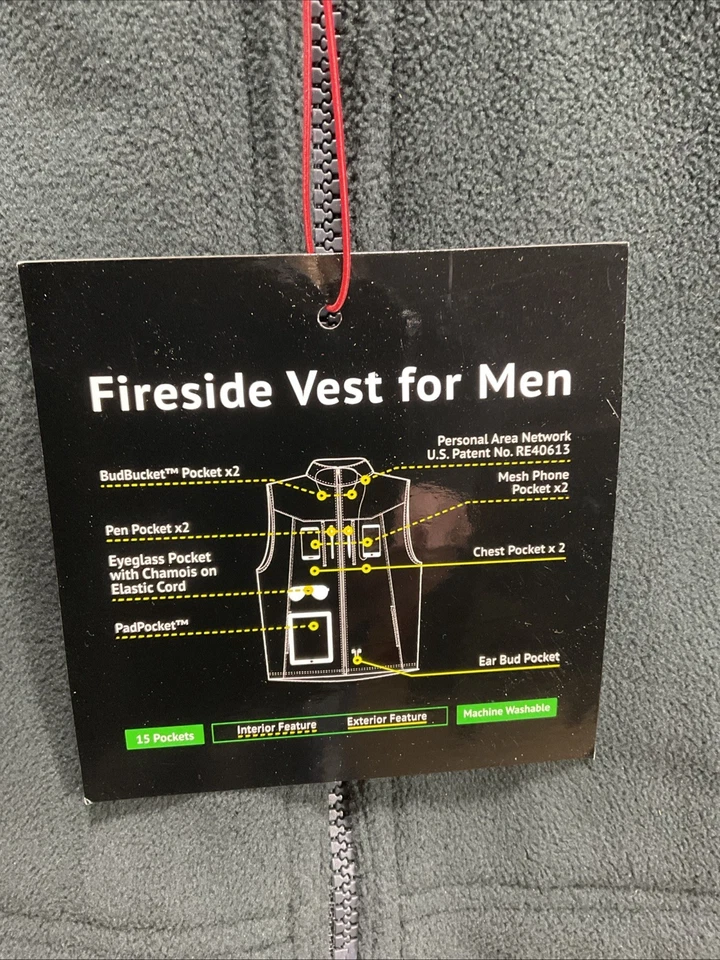 Fireside Vest for Men
Personal Area Network
U.S. Patent No. RE40613
BudBucket™ Pocket x2
Mesh Phone
Pocket x2
Pen Pocket x2
Chest Pocket x 2
Eyeglass Pocket
with Chamois on
Elastic Cord
PadPocket™
Ear Bud Pocket
15 Pockets
Interior Feature
Exterior Feature
Machine Washable